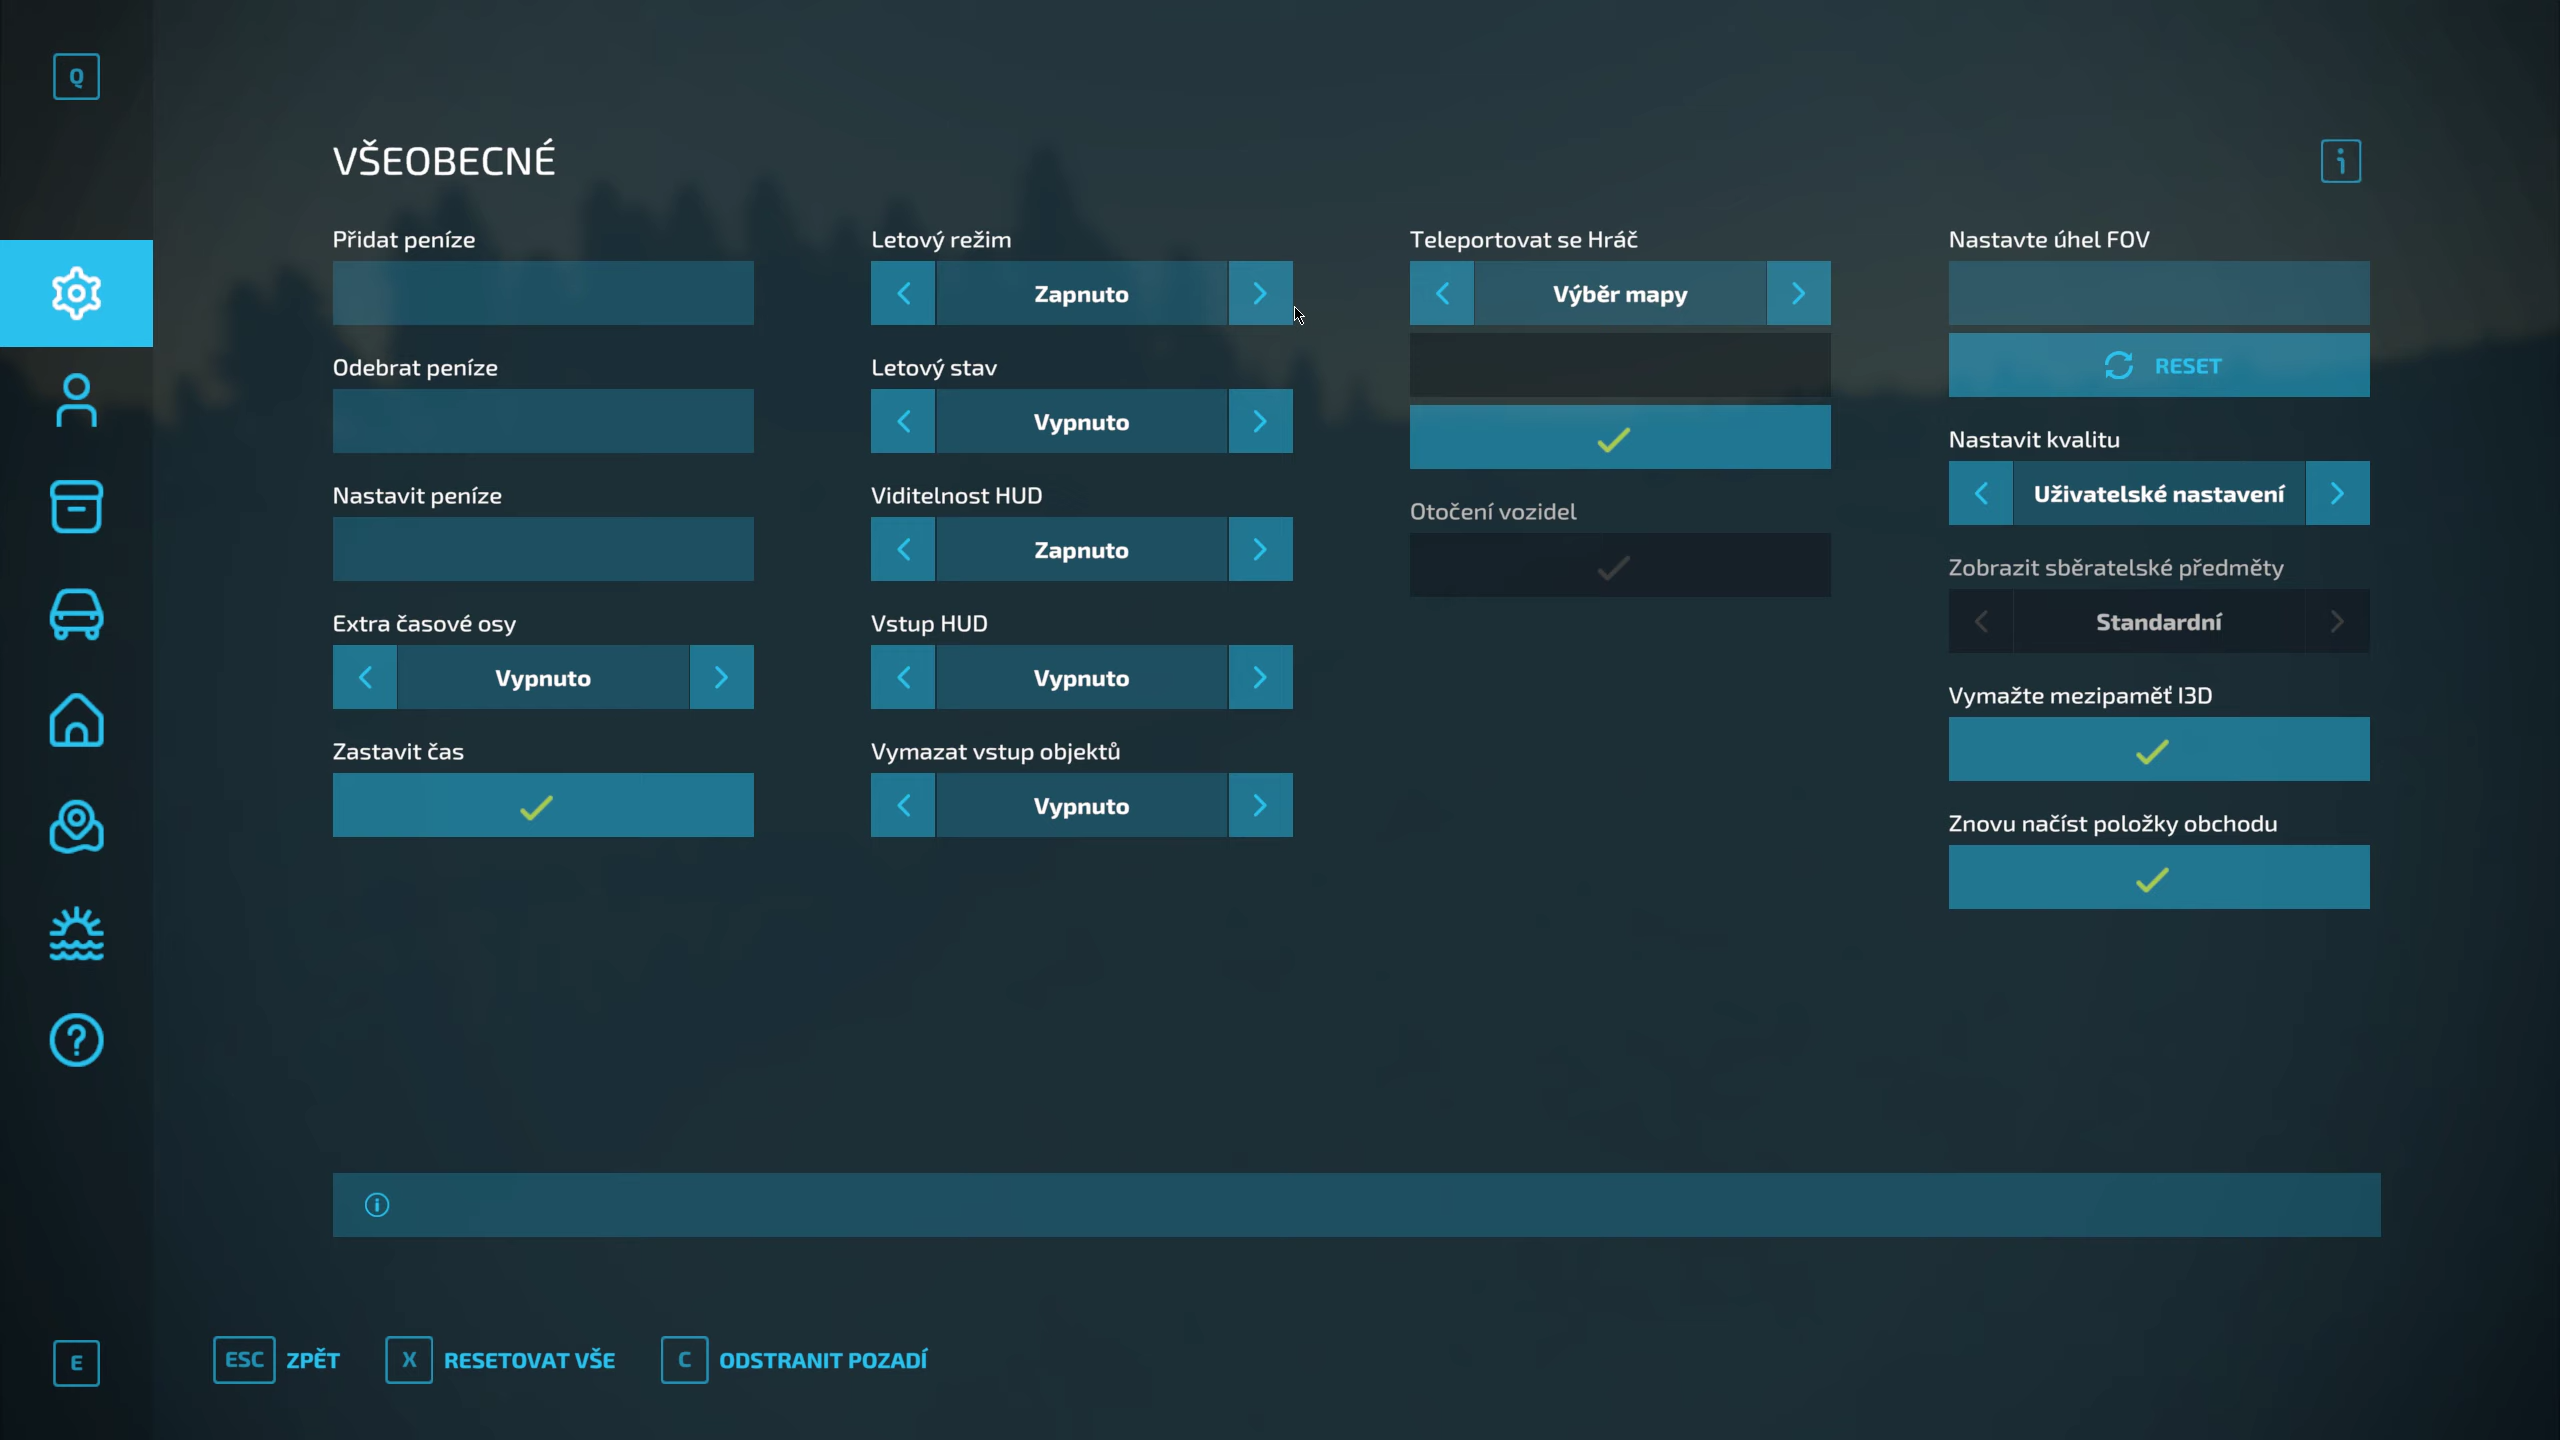 Q
VŠEOBECNÉ
Přidat peníze
Odebrat peníze
Nastavit peníze
Extra časové osy
Vypnuto
Zastavit čas
Letový režim
Zapnuto
Letový stav
Vypnuto
Viditelnost HUD
Zapnuto
Vstup HUD
Vypnuto
Vymazat vstup objektů
Vypnuto
Teleportovat se Hráč
Výběr mapy
Otočení vozidel
Nastavte úhel FOV
RESET
Nastavit kvalitu
Uživatelské nastavení
Zobrazit sběratelské předměty
Standardní
Vymažte mezipaměť I3D
Znovu načíst položky obchodu
E
ESC ZPĚT X RESETOVAT VŠE C ODSTRANIT POZADÍ